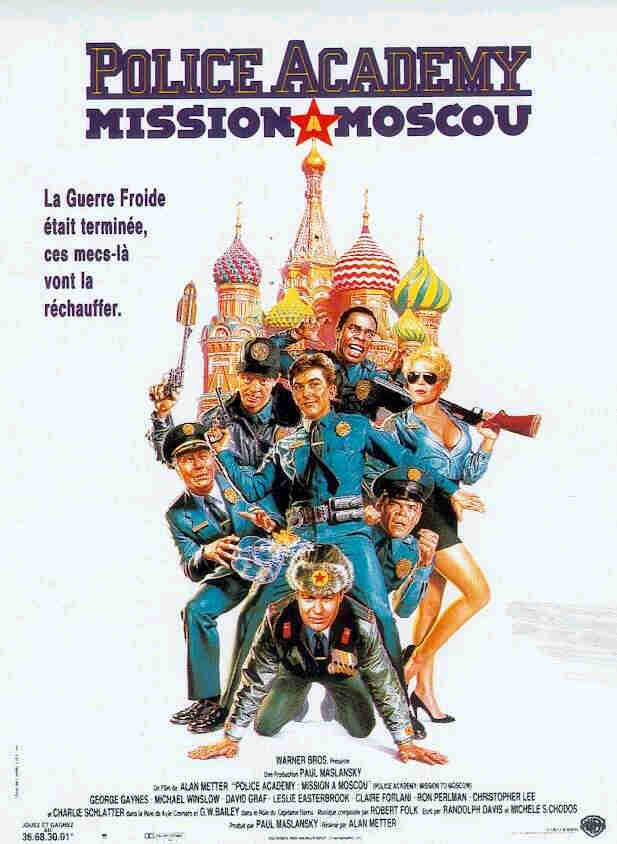 POLICE ACADEMY
MISSION A MOSCOU
La Guerre Froide
était terminée,
ces mecs-là
vont la
réchauffer.
WARNER BROS. Présente
Une Production PAUL MASLANSKY
Un Film de ALAN METTER "POLICE ACADEMY : MISSION A MOSCOU" (POLICE ACADEMY: MISSION TO MOSCOW)
GEORGE GAYNES · MICHAEL WINSLOW · DAVID GRAF · LESLIE EASTERBROOK · CLAIRE FORLANI · RON PERLMAN · CHRISTOPHER LEE
et CHARLIE SCHLATTER dans le Role de Kyle Connors et G.W. BAILEY dans le Role du Capitaine Harris Musique composée par ROBERT FOLK Ecrit par RANDOLPH DAVIS et MICHELE S. CHODOS
Produit par PAUL MASLANSKY Réalisé par ALAN METTER
JOUEZ ET GAGNEZ
AU
36.68.30.01*